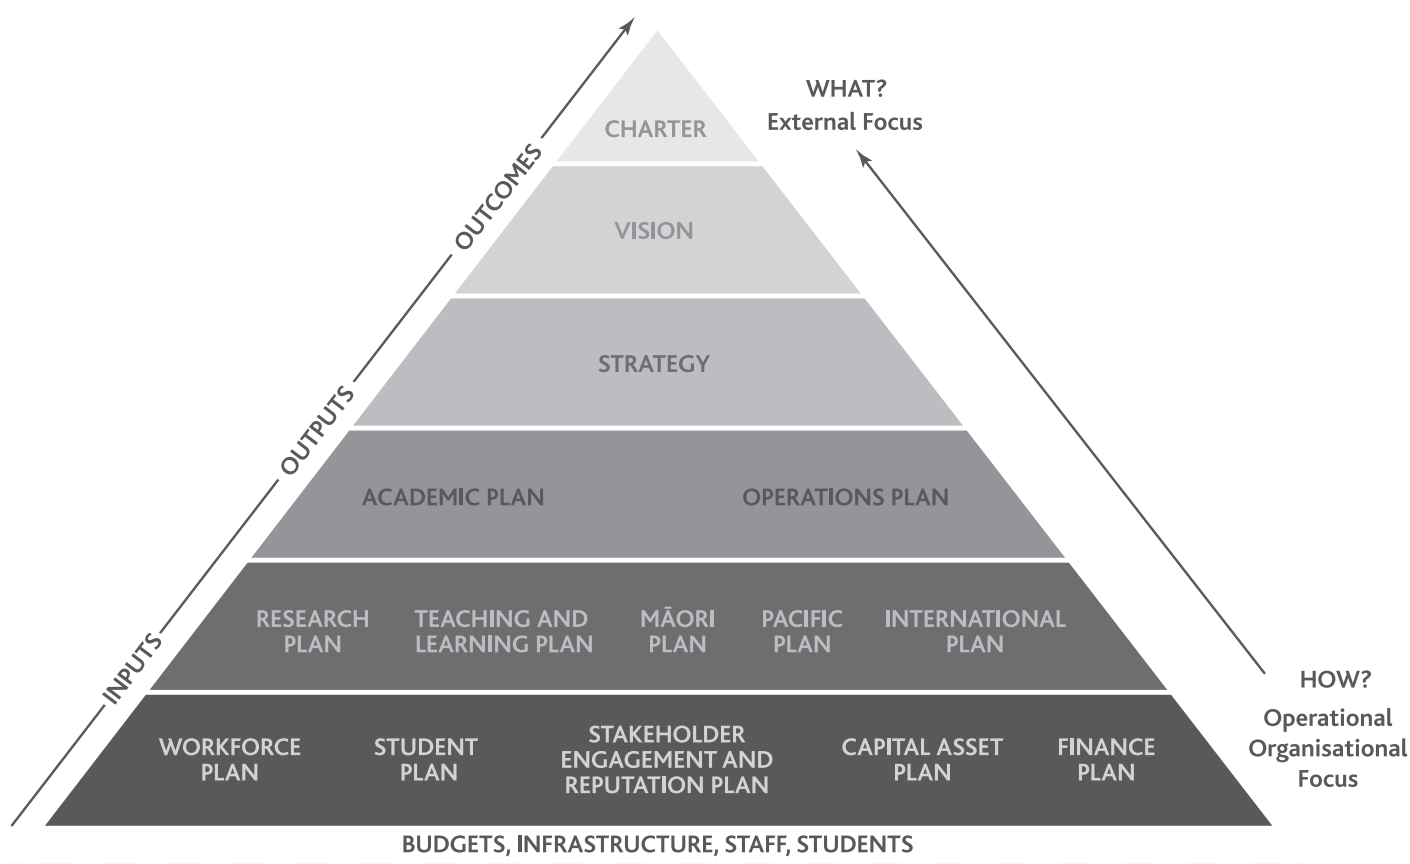 WHAT?
External Focus
CHARTER
OUTCOMES
VISION
STRATEGY
OUTPUTS
ACADEMIC PLAN
OPERATIONS PLAN
RESEARCH
PLAN
TEACHING AND
LEARNING PLAN
MĀORI
PLAN
PACIFIC
PLAN
INTERNATIONAL
PLAN
INPUTS
HOW?
Operational
Organisational
Focus
WORKFORCE
PLAN
STUDENT
PLAN
STAKEHOLDER
ENGAGEMENT AND
REPUTATION PLAN
CAPITAL ASSET
PLAN
FINANCE
PLAN
BUDGETS, INFRASTRUCTURE, STAFF, STUDENTS